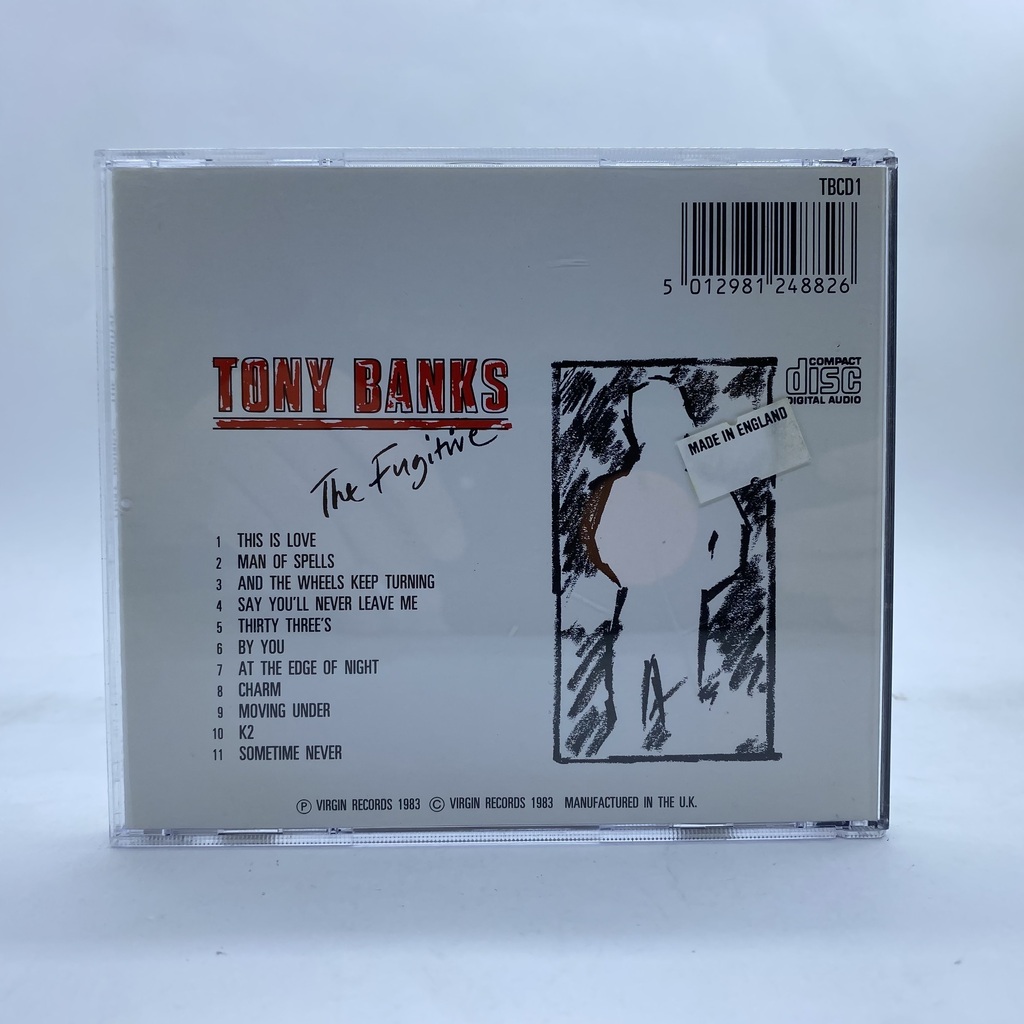 TBCD1
5 012981 248826
TONY BANKS
The Fugitive
COMPACT
disc
DIGITAL AUDIO
MADE IN ENGLAND
1 THIS IS LOVE
2 MAN OF SPELLS
3 AND THE WHEELS KEEP TURNING
4 SAY YOU'LL NEVER LEAVE ME
5 THIRTY THREE'S
6 BY YOU
7 AT THE EDGE OF NIGHT
8 CHARM
9 MOVING UNDER
10 K2
11 SOMETIME NEVER
Ⓟ VIRGIN RECORDS 1983 © VIRGIN RECORDS 1983 MANUFACTURED IN THE U.K.